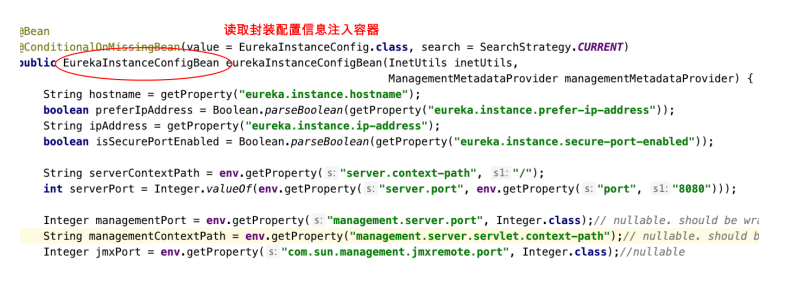 @Bean
读取封装配置信息注入容器
@ConditionalOnMissingBean(value = EurekaInstanceConfig.class, search = SearchStrategy.CURRENT)
public EurekaInstanceConfigBean eurekaInstanceConfigBean(InetUtils inetUtils,
ManagementMetadataProvider managementMetadataProvider) {
String hostname = getProperty("eureka.instance.hostname");
boolean preferIpAddress = Boolean.parseBoolean(getProperty("eureka.instance.prefer-ip-address"));
String ipAddress = getProperty("eureka.instance.ip-address");
boolean isSecurePortEnabled = Boolean.parseBoolean(getProperty("eureka.instance.secure-port-enabled"));
String serverContextPath = env.getProperty( s: "server.context-path", s1: "/");
int serverPort = Integer.valueOf(env.getProperty( s: "server.port", env.getProperty( s: "port", s1: "8080")));
Integer managementPort = env.getProperty( s: "management.server.port", Integer.class);// nullable. should be wra
String managementContextPath = env.getProperty("management.server.servlet.context-path");// nullable. should b
Integer jmxPort = env.getProperty( s: "com.sun.management.jmxremote.port", Integer.class);//nullable